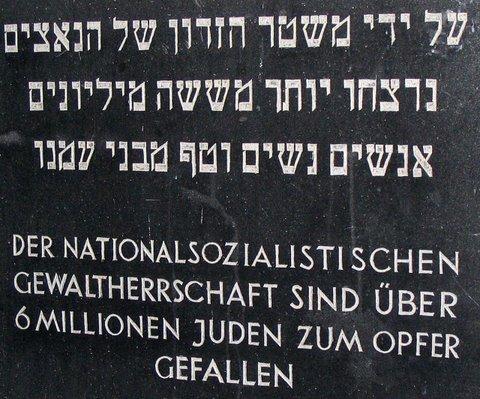 על ידי משטר הזדון של הנאצים
נרצחו יותר מששה מיליונים
אנשים נשים וטף מבני עמנו
DER NATIONALSOZIALISTISCHEN
GEWALTHERRSCHAFT SIND ÜBER
6 MILLIONEN JUDEN ZUM OPFER
GEFALLEN